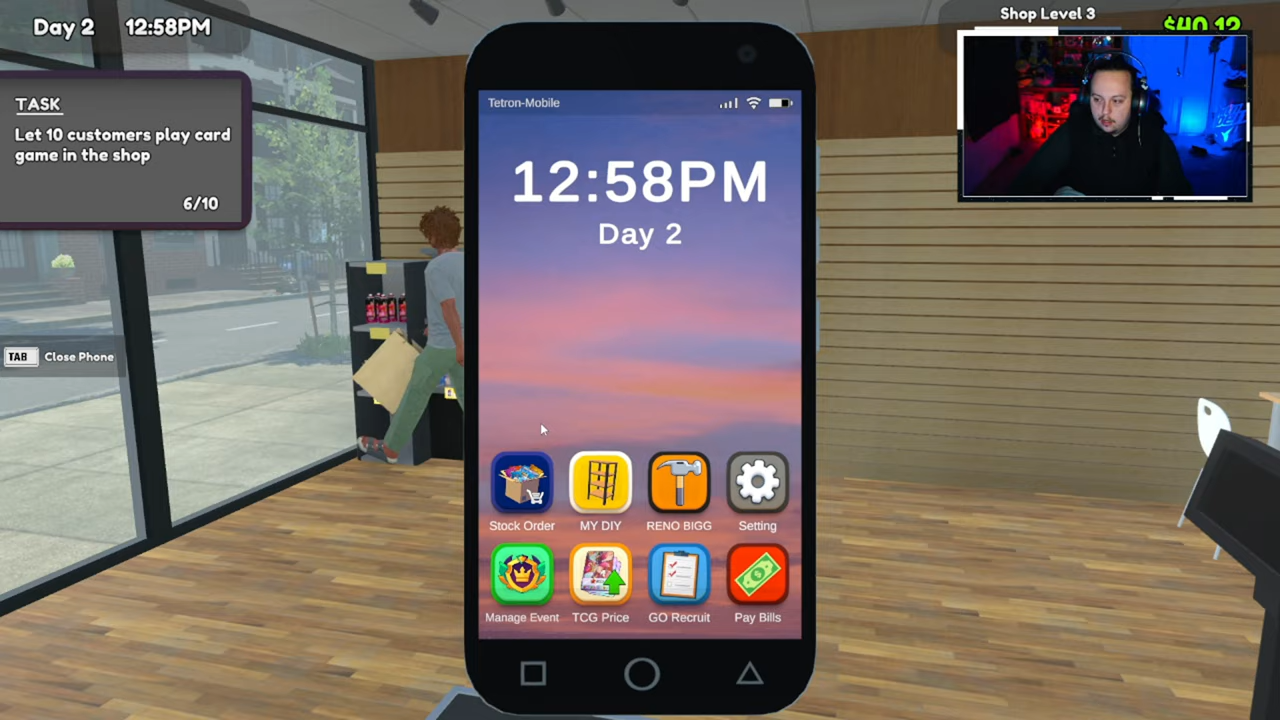 Day 2 12:58PM
Shop Level 3
$40.12
TASK
Let 10 customers play card
game in the shop
6/10
TAB Close Phone
Tetron-Mobile
12:58PM
Day 2
Stock Order MY DIY RENO BIGG Setting
Manage Event TCG Price GO Recruit Pay Bills